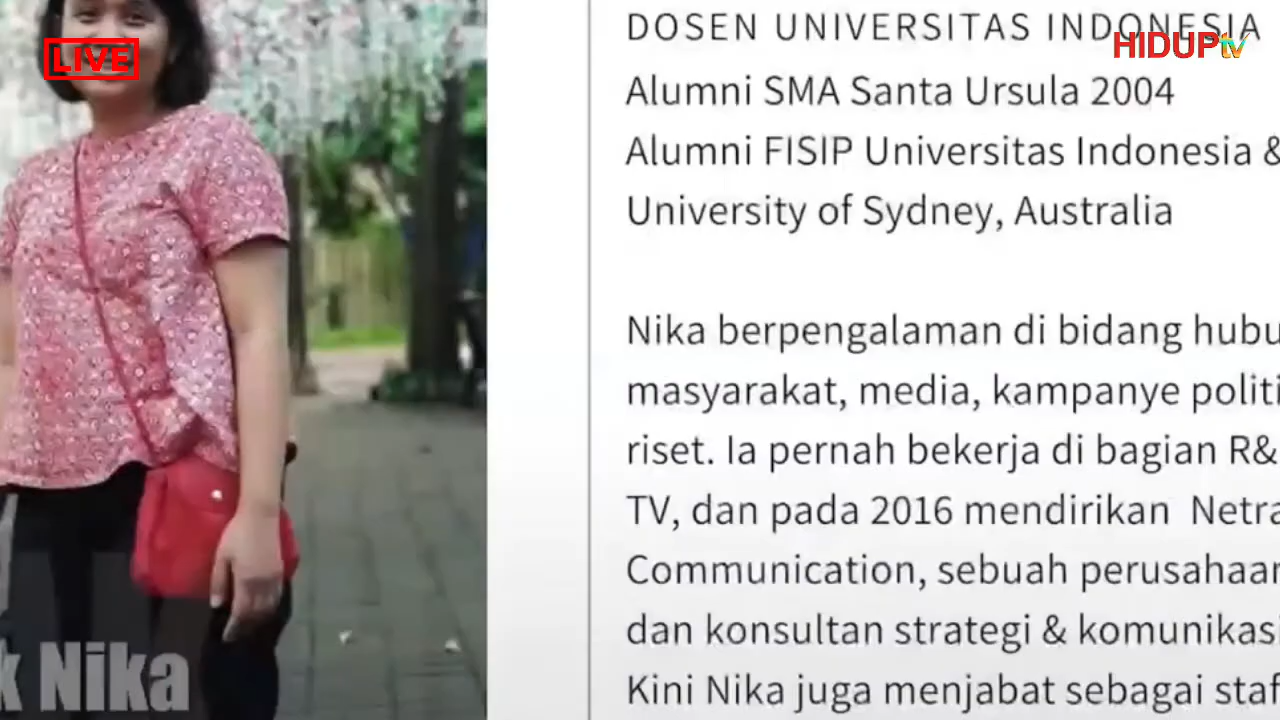 LIVE
HIDUPtv
DOSEN UNIVERSITAS INDONESIA
Alumni SMA Santa Ursula 2004
Alumni FISIP Universitas Indonesia &
University of Sydney, Australia
Nika berpengalaman di bidang hubu
masyarakat, media, kampanye politi
riset. Ia pernah bekerja di bagian R&
TV, dan pada 2016 mendirikan Netra
Communication, sebuah perusahaan
dan konsultan strategi & komunikasi
Kini Nika juga menjabat sebagai staf
k Nika